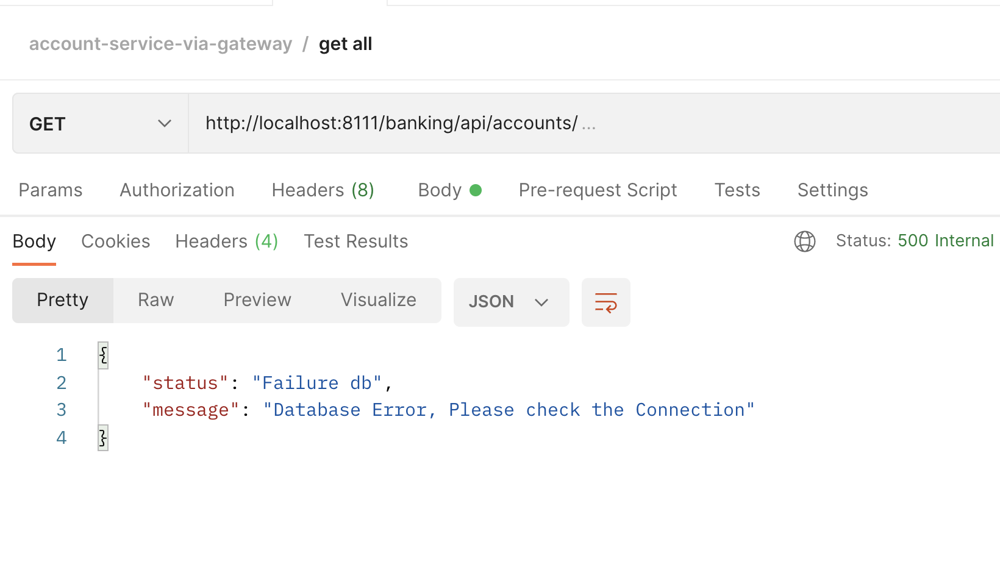 account-service-via-gateway / get all
GET http://localhost:8111/banking/api/accounts/ ...
Params Authorization Headers (8) Body Pre-request Script Tests Settings
Body Cookies Headers (4) Test Results Status: 500 Internal
Pretty Raw Preview Visualize JSON
1 {
2 "status": "Failure db",
3 "message": "Database Error, Please check the Connection"
4 }